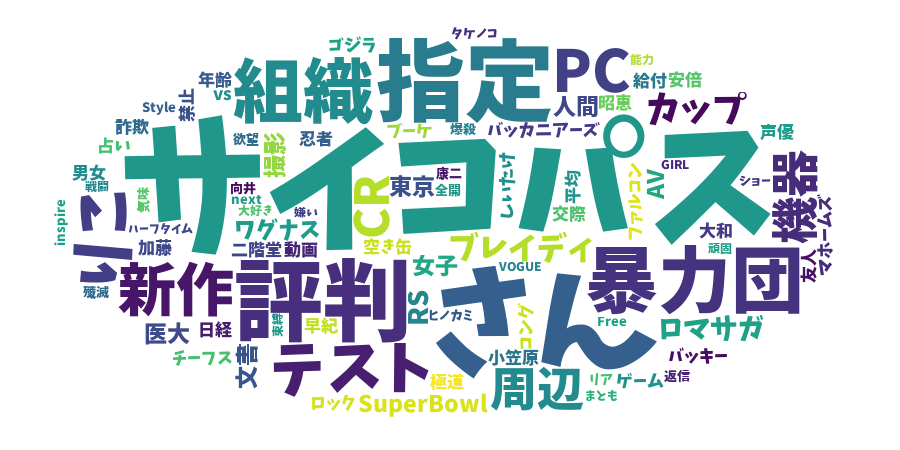 タケノコ
ゴジラ
組織
指定
PC
能力
年齢
給付
安倍
VS
禁止
Style
人間
昭恵
カップ
詐欺
サイコパス
欲望
撮影
忍者
ブーケ
爆殺
バッカニアーズ
声優
占い
男女
戦闘
気味
向井
next
大好き
嫌い
CR
東京
康二
全開
しいたけ
平均
交際
ファルコン
AV
GIRL
ショー
機器
inspire
りこ
ハーフタイム
加藤
ワグナス
二階堂
動画
空き缶
ブレイディ
大和
頑固
友人
マホームズ
殲滅
新作
評判
女子
さん
VOGUE
暴力団
RS
ヒノカミ
コング
Free
ロマサガ
医大
日経
束縛
早紀
チーフス
文書
テスト
極道
小笠原
周辺
バッキー
リア
ゲーム
返信
まとも
ロック
SuperBowl